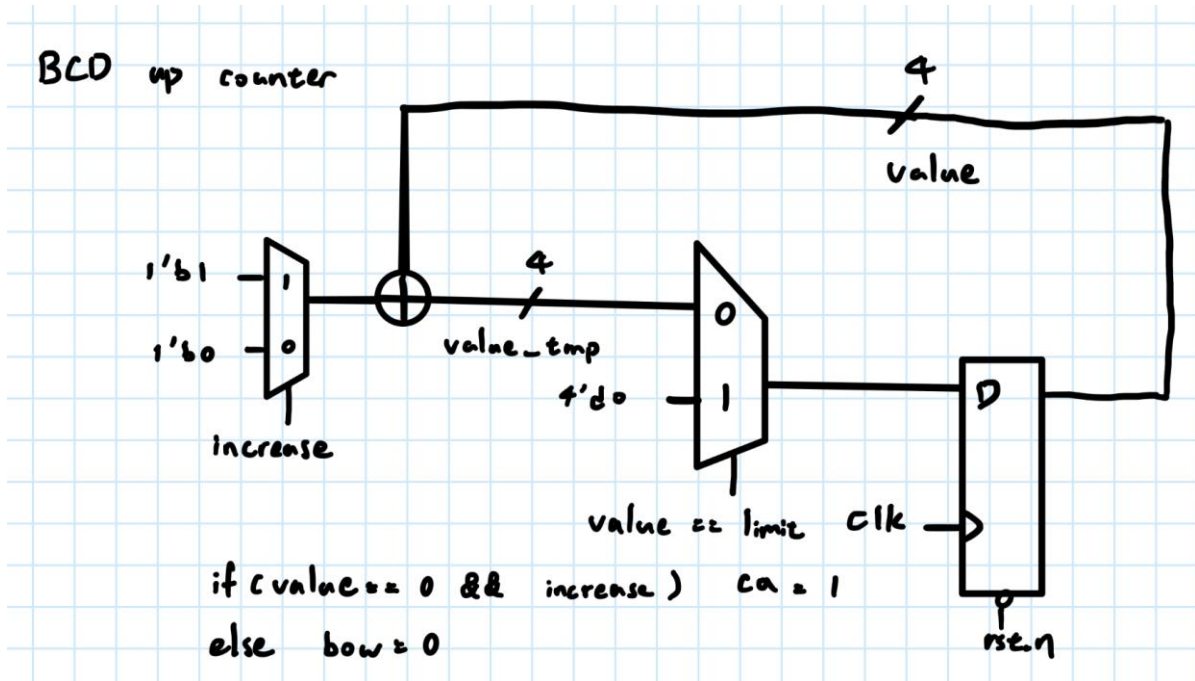 BCD up counter
4
value
1'b1
1
4
1'b0
0
value_tmp
0
4'd0
1
D
increase
value == limit
clk
if (value == 0 && increase) ca = 1
else bow = 0
rst_n